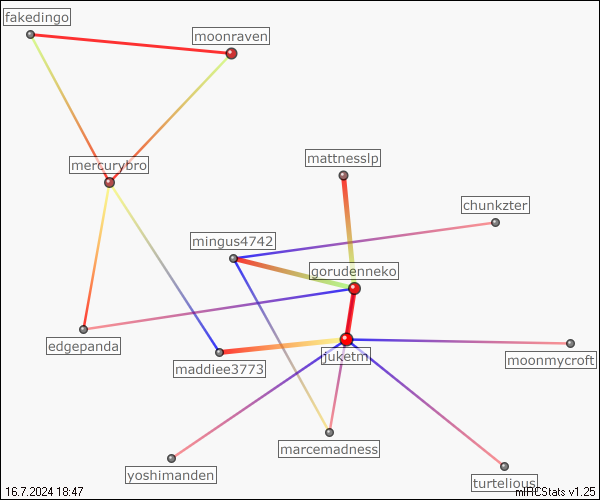 fakedingo
moonraven
mercurybro
mattnesslp
chunkzter
mingus4742
gorudenneko
edgepanda
maddiee3773
juketm
moonmycroft
marcemadness
yoshimanden
turtelious
16.7.2024 18:47
mIRCStats v1.25